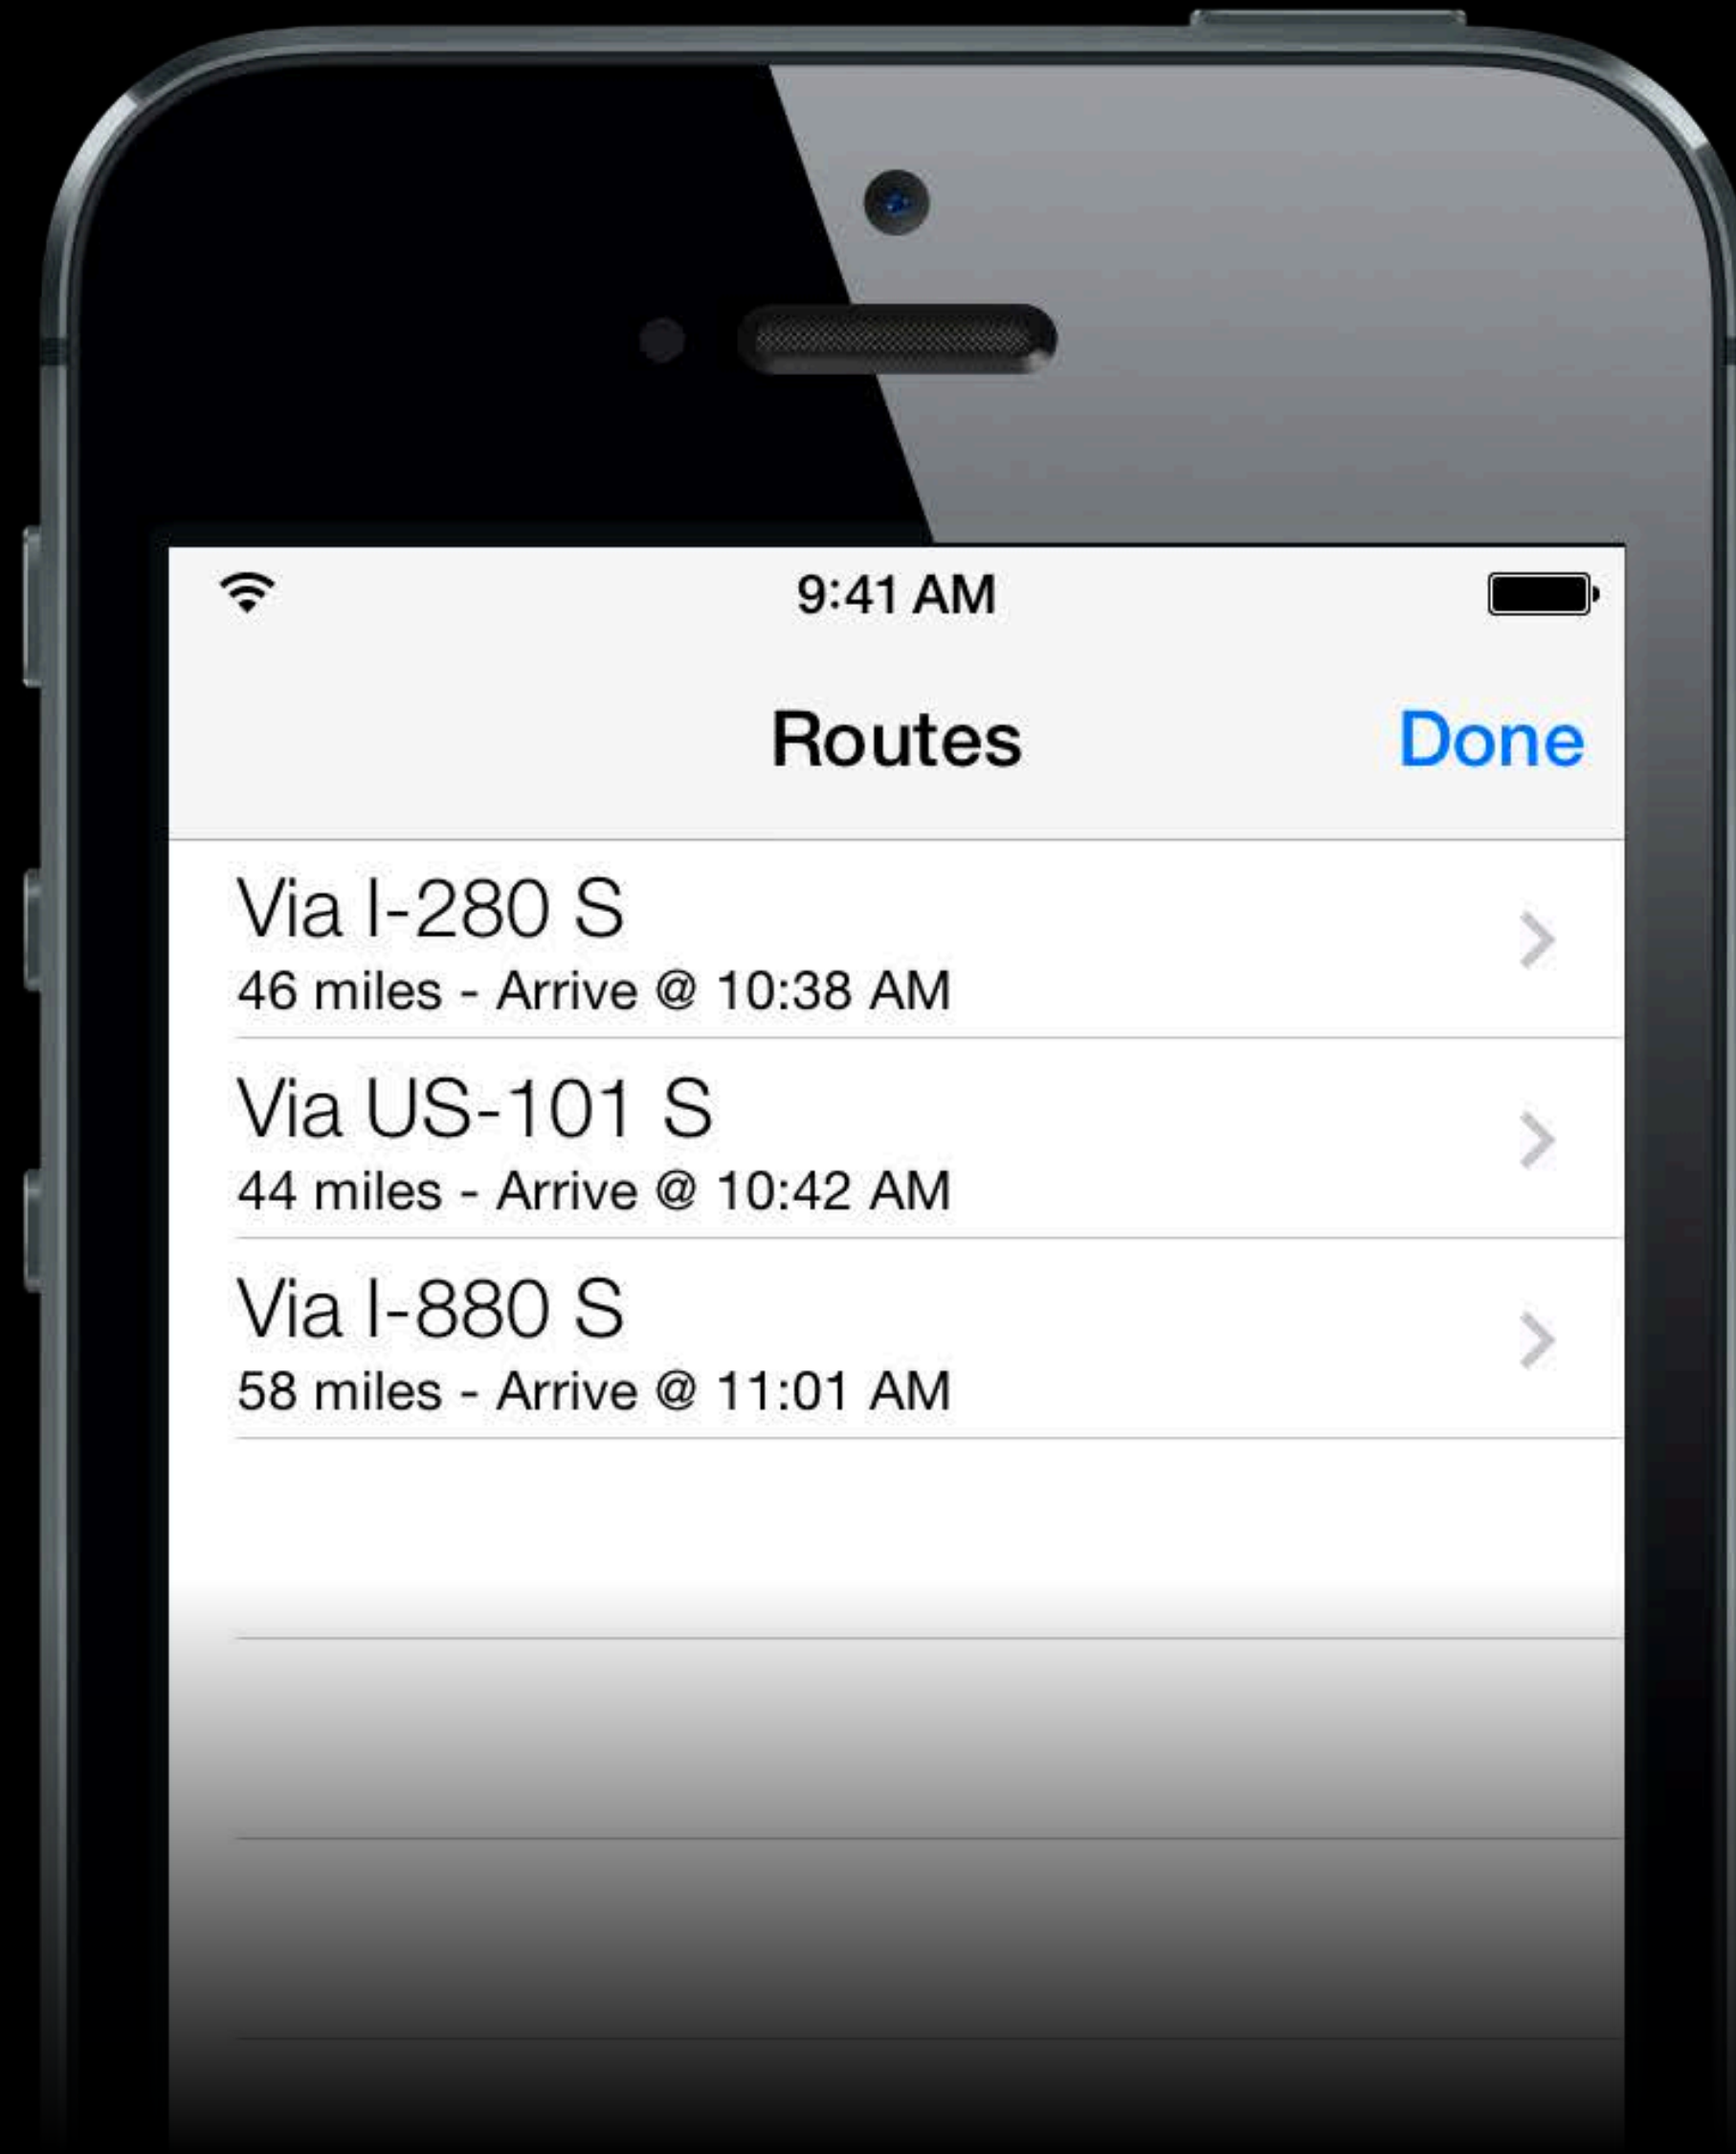 9:41 AM
Routes
Done
Via I-280 S
46 miles - Arrive @ 10:38 AM
Via US-101 S
44 miles - Arrive @ 10:42 AM
Via I-880 S
58 miles - Arrive @ 11:01 AM